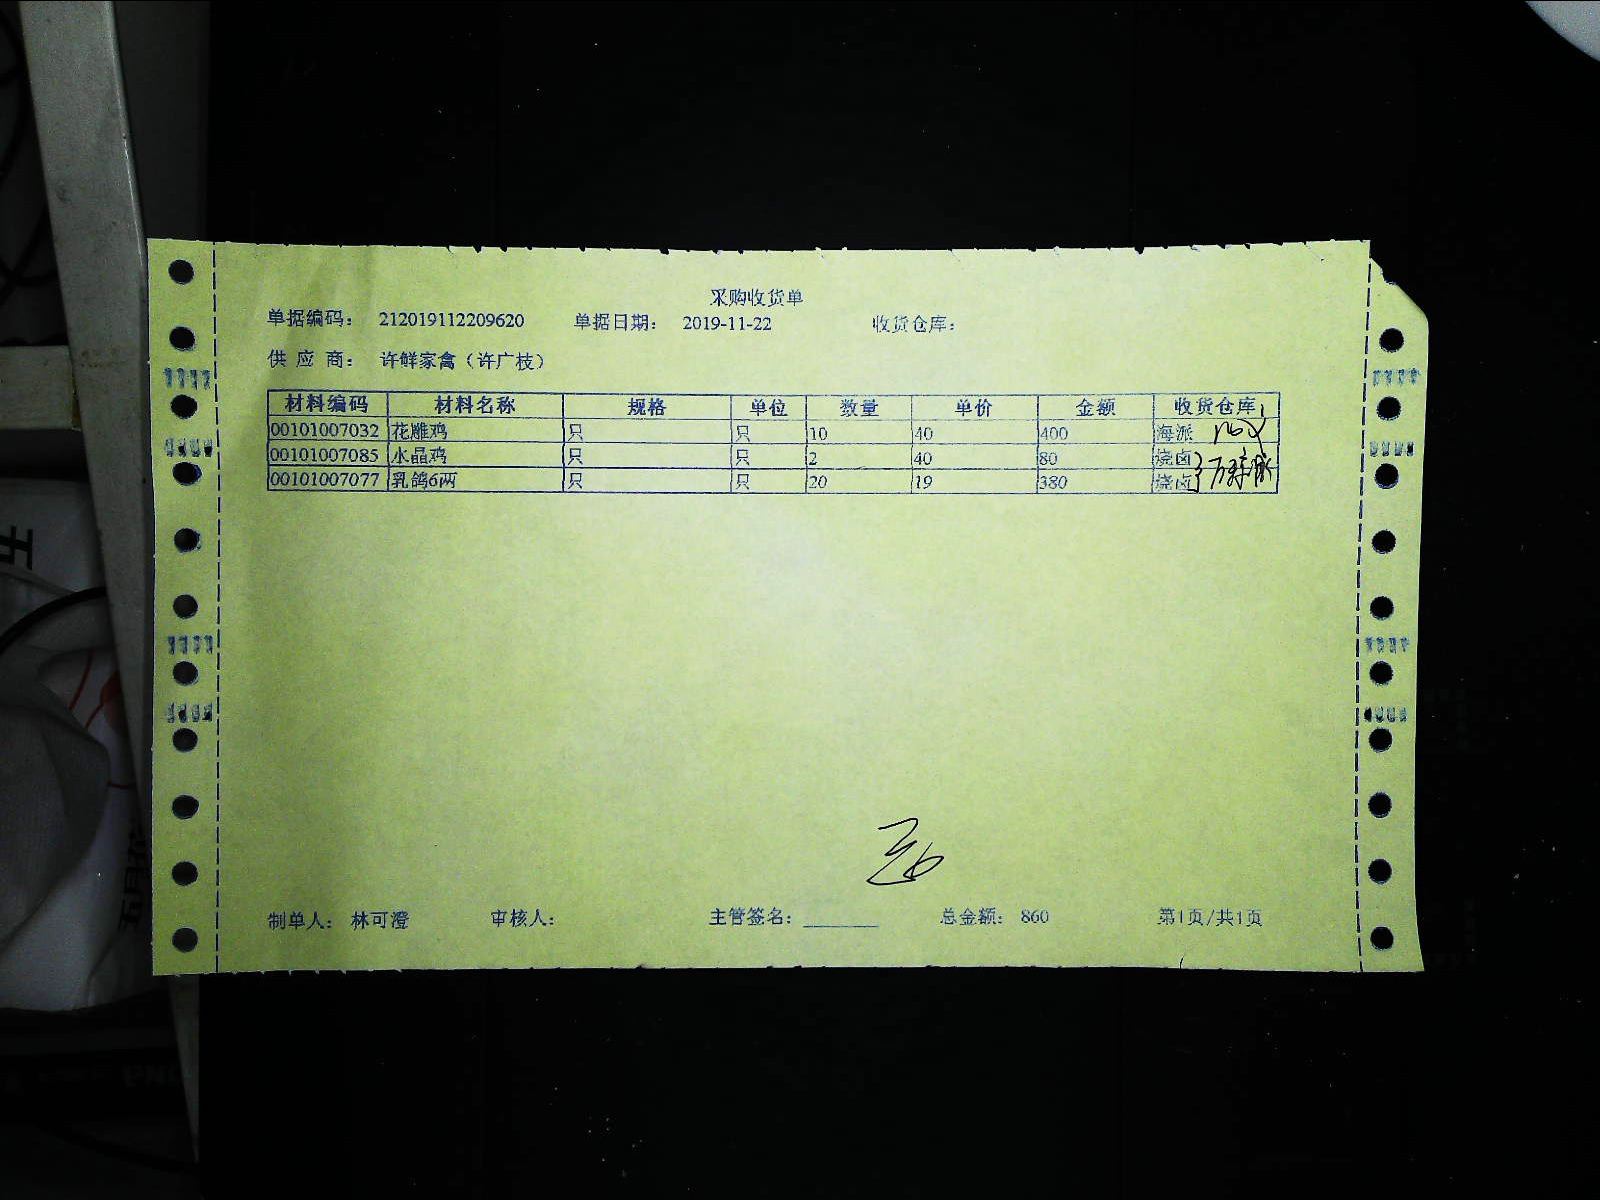 采购收货单
单据编码： 212019112209620 单据日期： 2019-11-22 收货仓库：
供 应 商： 许鲜家禽（许广枝）
材料编码 材料名称 规格 单位 数量 单价 金额 收货仓库
00101007032 花雕鸡 只 只 10 40 400 海派
00101007085 水晶鸡 只 只 2 40 80 烧卤
00101007077 乳鸽6两 只 只 20 19 380 烧卤
制单人： 林可澄 审核人： 主管签名： 总金额： 860 第1页/共1页